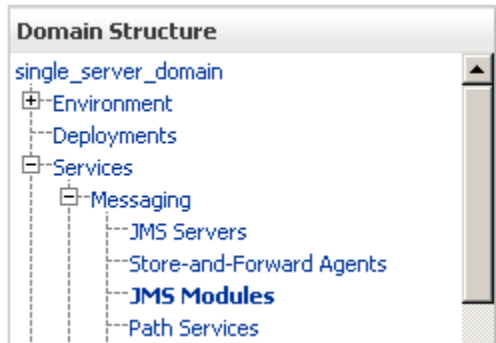 Domain Structure
single_server_domain
Environment
Deployments
Services
Messaging
JMS Servers
Store-and-Forward Agents
JMS Modules
Path Services